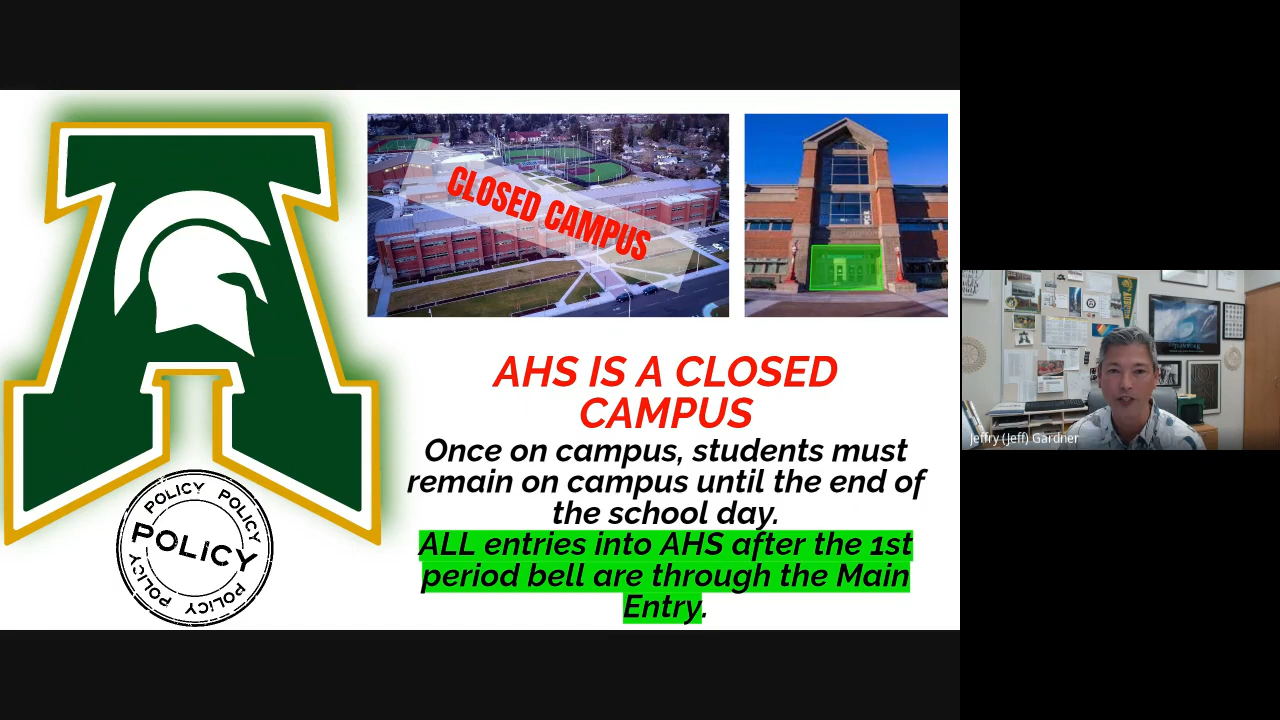 CLOSED CAMPUS
AHS IS A CLOSED
CAMPUS
Once on campus, students must
remain on campus until the end of
the school day.
ALL entries into AHS after the 1st
period bell are through the Main
Entry.
POLICY POLICY
POLICY
POLICY POLICY POLICY
Jeffry (Jeff) Gardner